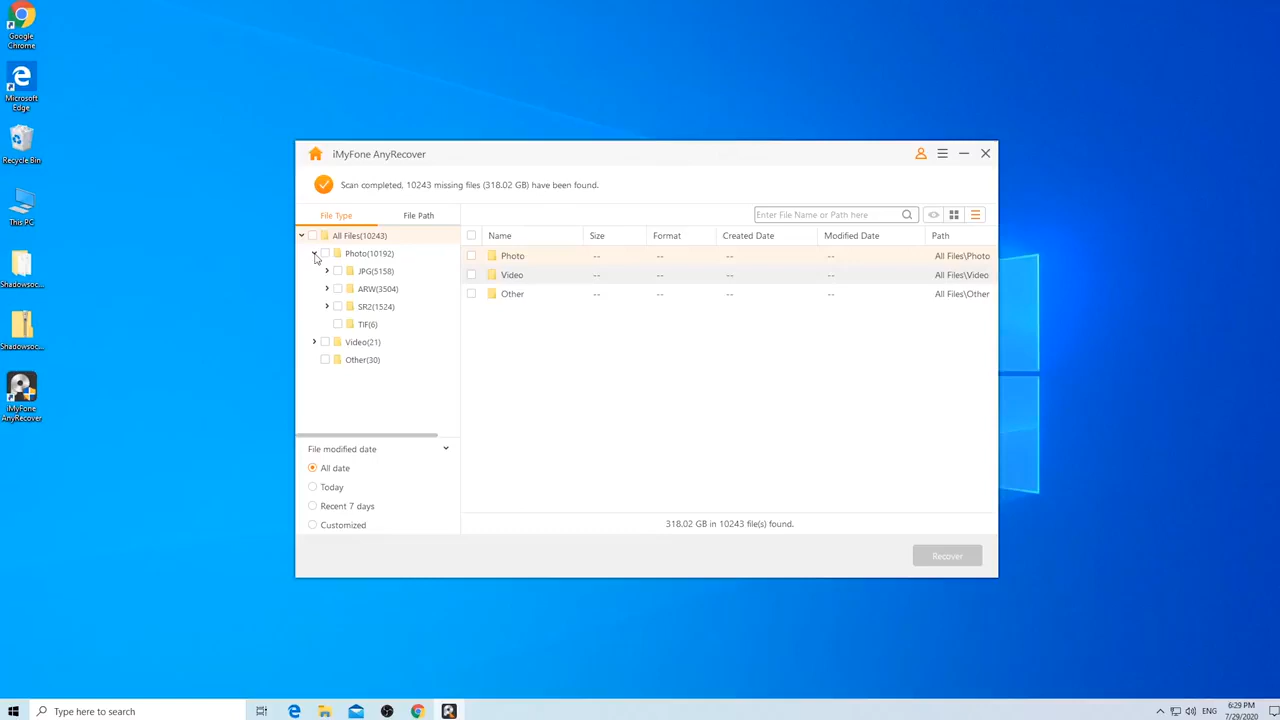 Google
Chrome
Microsoft
Edge
Recycle Bin
This PC
Shadowsoc...
Shadowsoc...
iMyFone
AnyRecover
iMyFone AnyRecover
Scan completed, 10243 missing files (318.02 GB) have been found.
File Type File Path
Enter File Name or Path here
All Files(10243)
Photo(10192)
JPG(5158)
ARW(3504)
SR2(1524)
TIF(6)
Video(21)
Other(30)
Name Size Format Created Date Modified Date Path
Photo -- -- -- -- All Files\Photo
Video -- -- -- -- All Files\Video
Other -- -- -- -- All Files\Other
File modified date
All date
Today
Recent 7 days
Customized
318.02 GB in 10243 file(s) found.
Recover
Type here to search
ENG
6:29 PM
7/29/2020